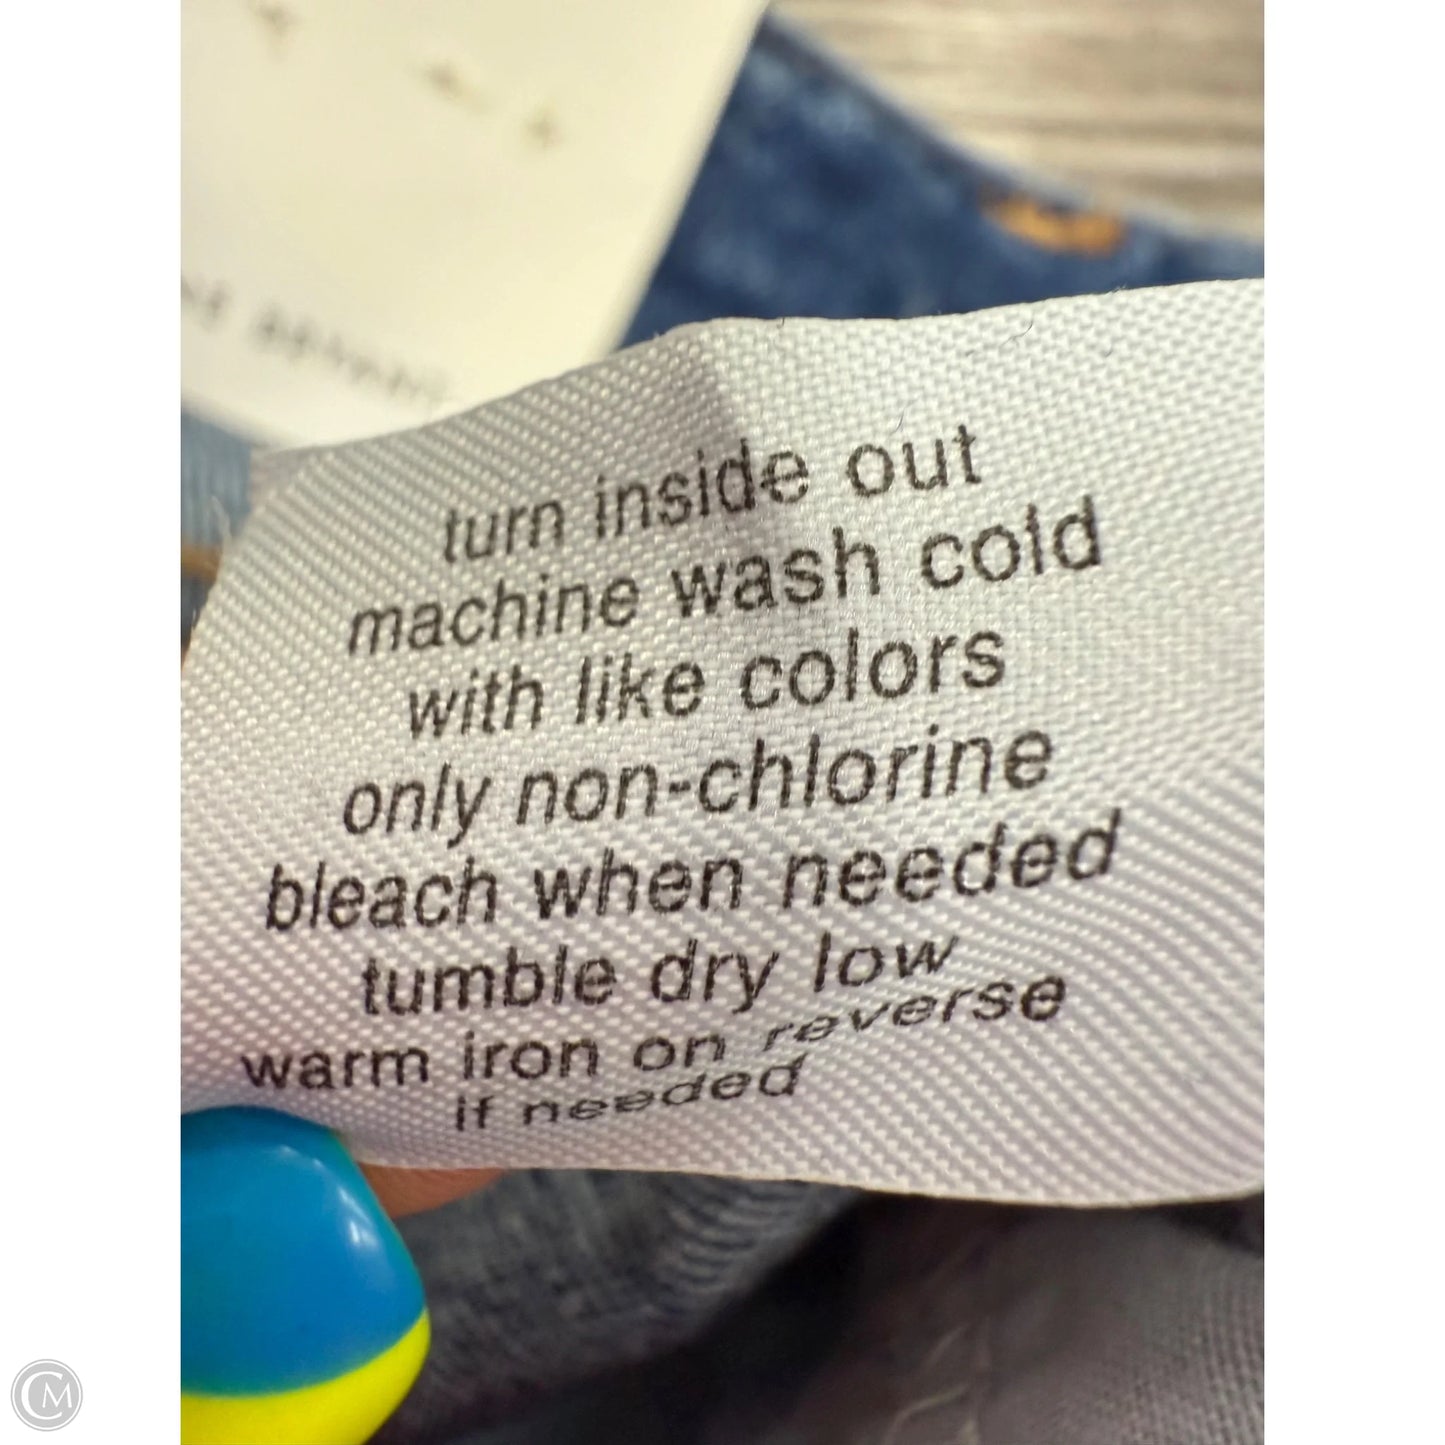 turn inside out
machine wash cold
with like colors
only non-chlorine
bleach when needed
tumble dry low
warm iron on reverse
if needed
CM